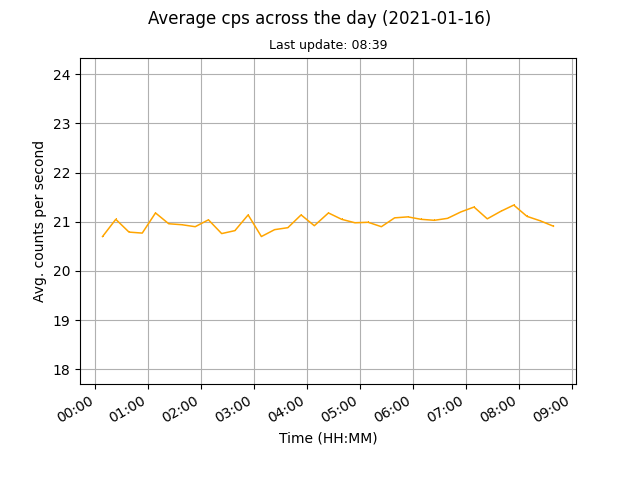 Average cps across the day (2021-01-16)
Last update: 08:39
24
23
22
21
20
19
18
Avg. counts per second
00:00 01:00 02:00 03:00 04:00 05:00 06:00 07:00 08:00 09:00
Time (HH:MM)